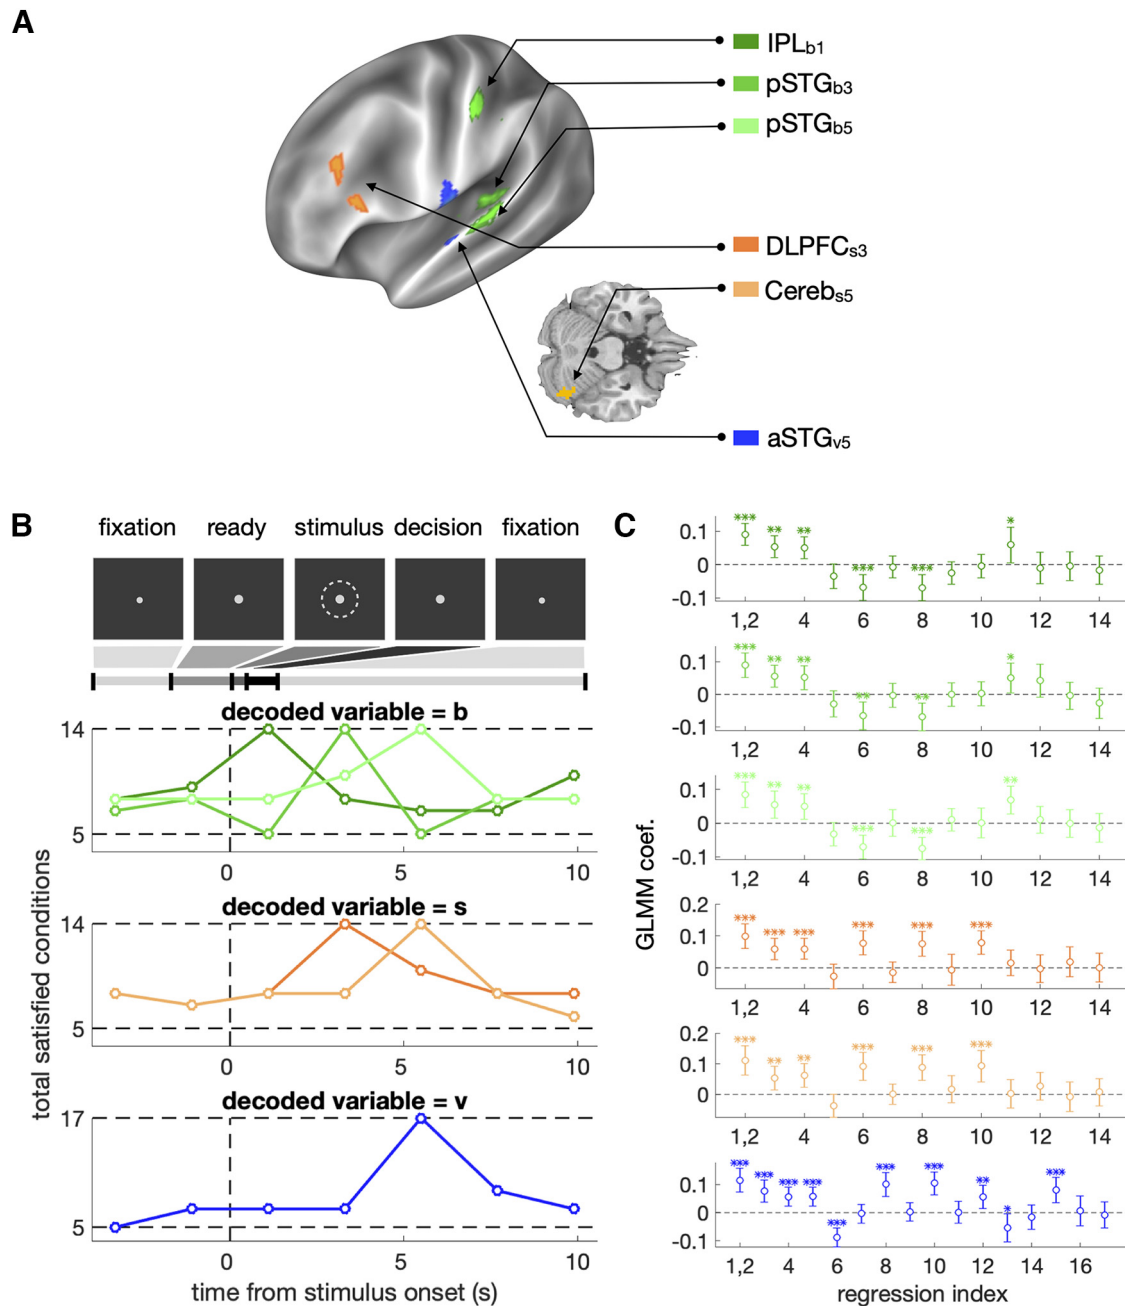 A
IPLb1
pSTGb3
pSTGb5
DLPFCs3
Cerebs5
aSTGv5
B
fixation ready stimulus decision fixation
decoded variable = b
14
5
0 5 10
decoded variable = s
14
5
0 5 10
decoded variable = v
17
5
0 5 10
total satisfied conditions
time from stimulus onset (s)
C
*** ** ** *** *** *
0.1
0
-0.1
1,2 4 6 8 10 12 14
*** ** ** ** ** *
0.1
0
-0.1
1,2 4 6 8 10 12 14
*** ** ** *** *** **
0.1
0
-0.1
1,2 4 6 8 10 12 14
*** *** *** *** *** ***
0.2
0.1
0
1,2 4 6 8 10 12 14
*** ** ** *** *** ***
0.2
0.1
0
1,2 4 6 8 10 12 14
*** *** *** *** *** *** *** ** * ***
0.1
0
-0.1
1,2 4 6 8 10 12 14 16
GLMM coef.
regression index